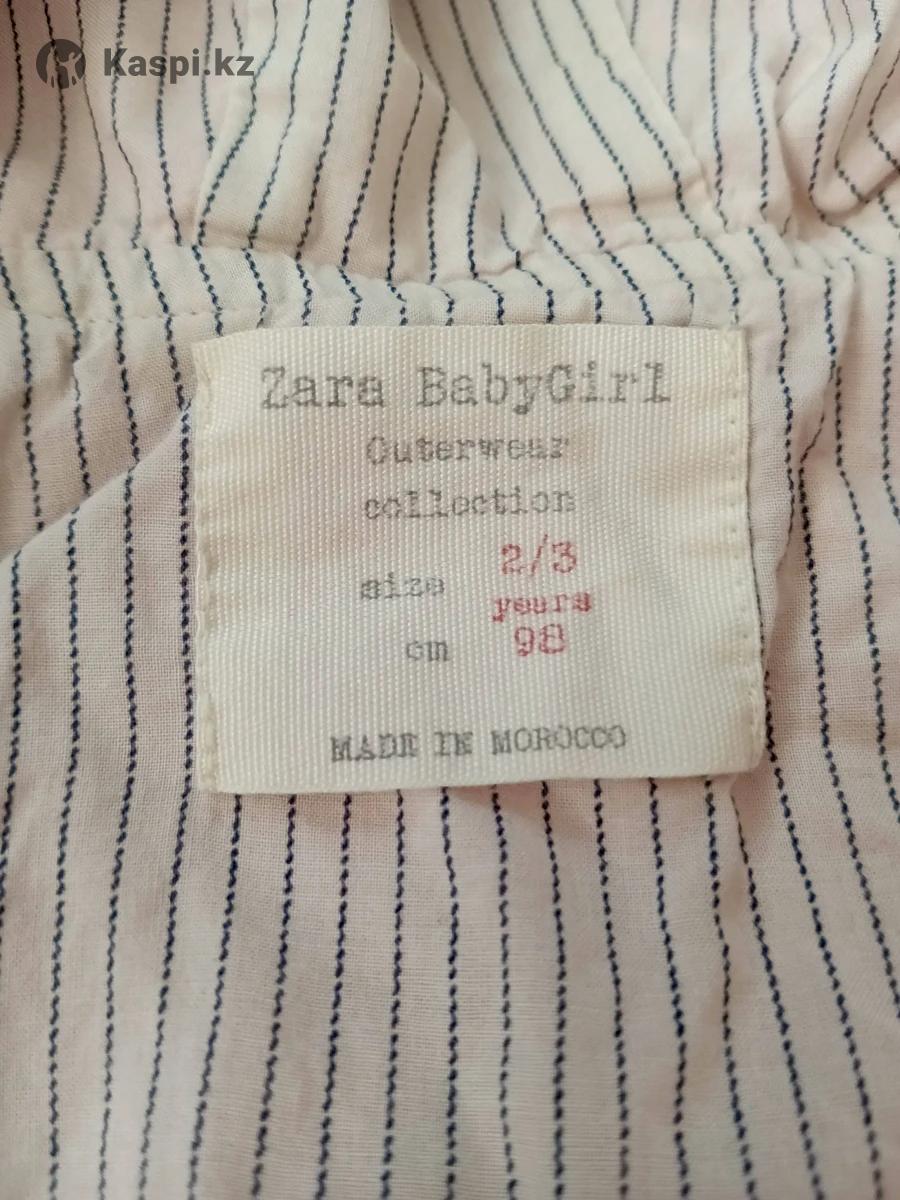 Kaspi.kz
Zara BabyGirl
Outerwear
collection
size 2/3
years
cm 98
MADE IN MOROCCO